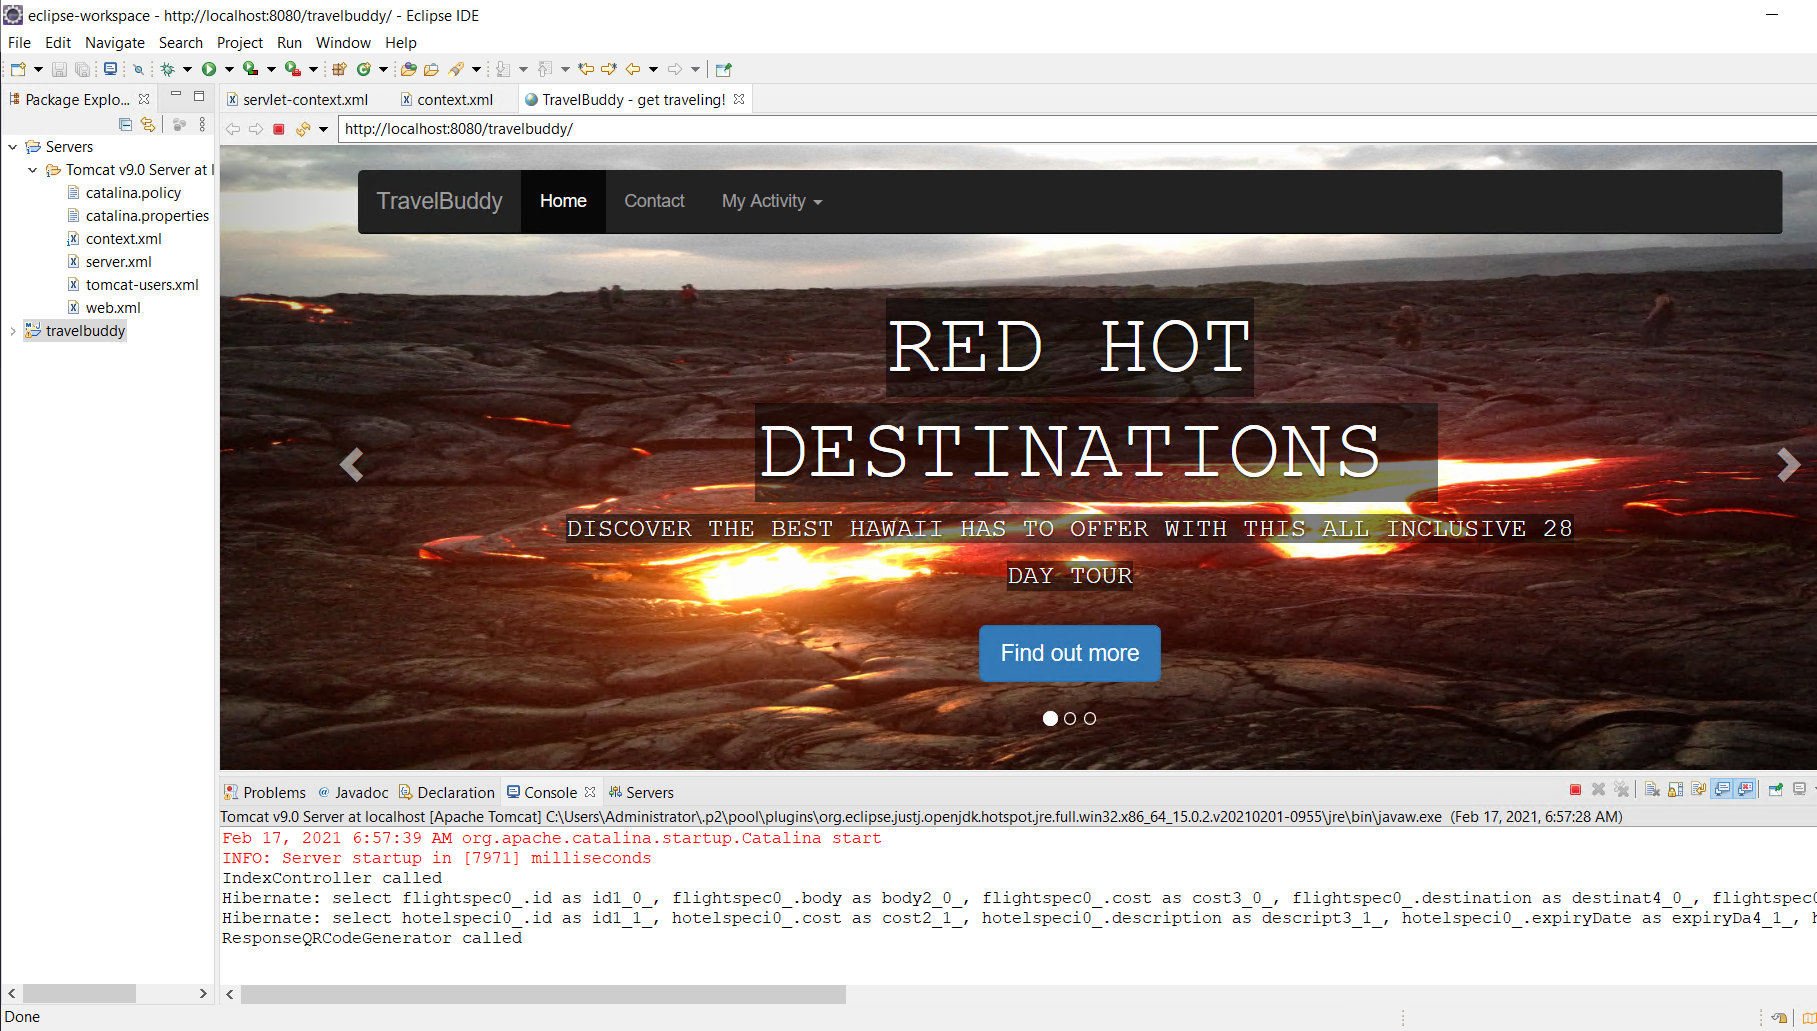 eclipse-workspace - http://localhost:8080/travelbuddy/ - Eclipse IDE
File Edit Navigate Search Project Run Window Help
Package Explo...
servlet-context.xml context.xml TravelBuddy - get traveling!
http://localhost:8080/travelbuddy/
Servers
Tomcat v9.0 Server at
catalina.policy
catalina.properties
context.xml
server.xml
tomcat-users.xml
web.xml
travelbuddy
TravelBuddy Home Contact My Activity
RED HOT
DESTINATIONS
DISCOVER THE BEST HAWAII HAS TO OFFER WITH THIS ALL INCLUSIVE 28
DAY TOUR
Find out more
Problems Javadoc Declaration Console Servers
Tomcat v9.0 Server at localhost [Apache Tomcat] C:\Users\Administrator\.p2\pool\plugins\org.eclipse.justj.openjdk.hotspot.jre.full.win32.x86_64_15.0.2.v20210201-0955\jre\bin\javaw.exe (Feb 17, 2021, 6:57:28 AM)
Feb 17, 2021 6:57:39 AM org.apache.catalina.startup.Catalina start
INFO: Server startup in [7971] milliseconds
IndexController called
Hibernate: select flightspec0_.id as id1_0_, flightspec0_.body as body2_0_, flightspec0_.cost as cost3_0_, flightspec0_.destination as destinat4_0_, flightspec0
Hibernate: select hotelspeci0_.id as id1_1_, hotelspeci0_.cost as cost2_1_, hotelspeci0_.description as descript3_1_, hotelspeci0_.expiryDate as expiryDa4_1_, h
ResponseQRCodeGenerator called
Done